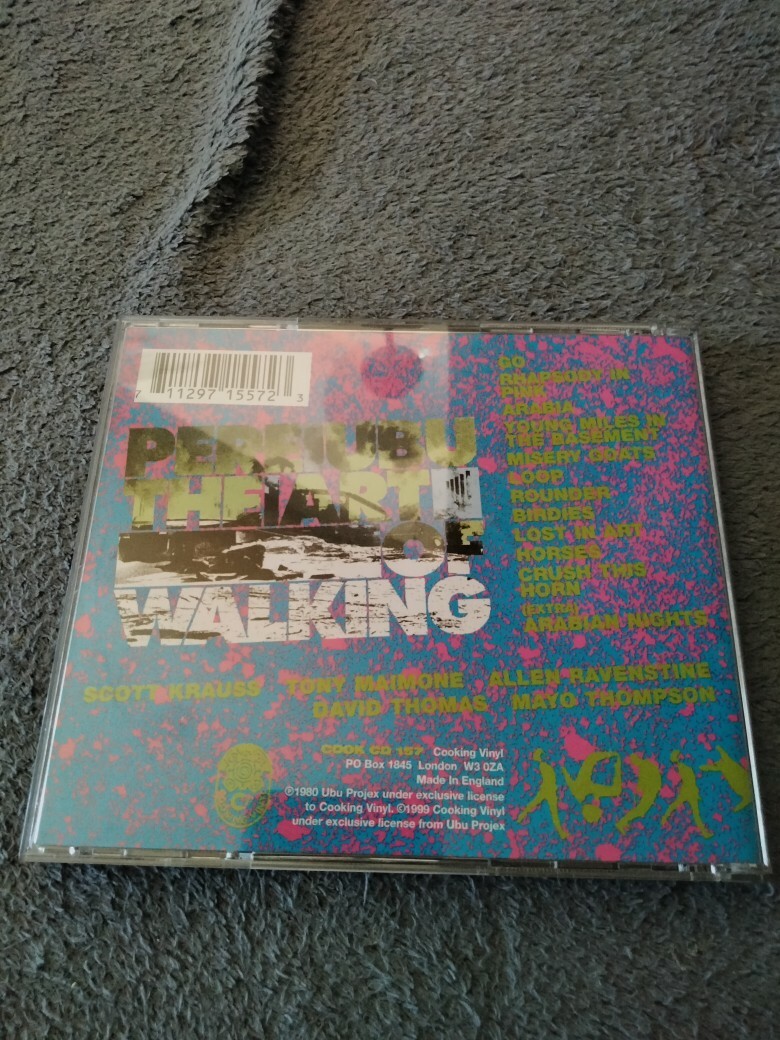 7 11297 15572 3
PERE UBU
THE ART
OF
WALKING
GO
RHAPSODY IN
PINK
ARABIA
YOUNG MILES IN
THE BASEMENT
MISERY GOATS
LOOP
ROUNDER
BIRDIES
LOST IN ART
HORSES
CRUSH THIS
HORN
(EXTRA)
ARABIAN NIGHTS
SCOTT KRAUSS TONY MAIMONE ALLEN RAVENSTINE
DAVID THOMAS MAYO THOMPSON
COOK CD 157 Cooking Vinyl
PO Box 1845 London W3 0ZA
Made In England
℗1980 Ubu Projex under exclusive license
to Cooking Vinyl. ©1999 Cooking Vinyl
under exclusive license from Ubu Projex